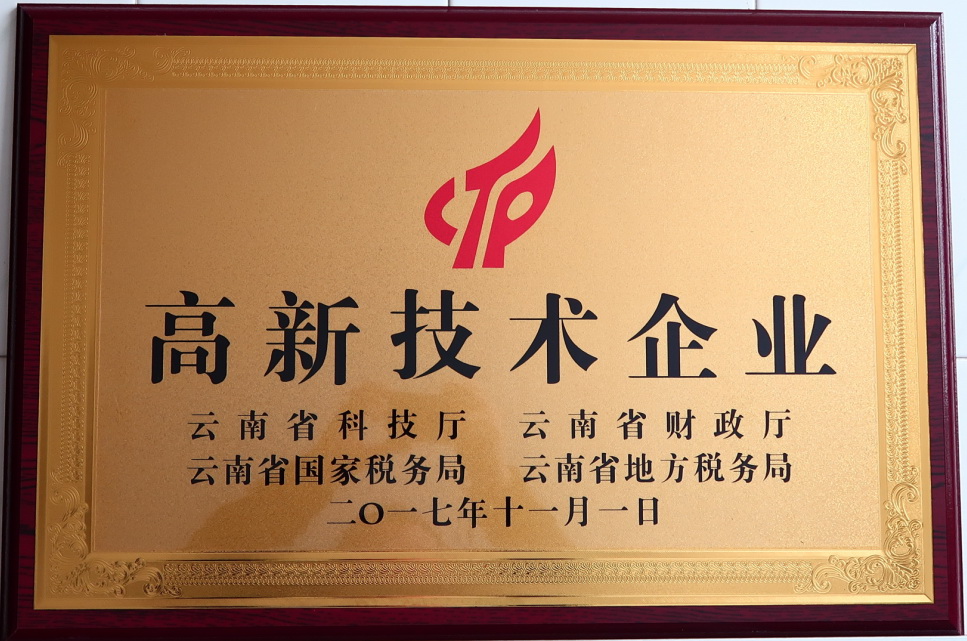 CTP
高新技术企业
云南省科技厅 云南省财政厅
云南省国家税务局 云南省地方税务局
二〇一七年十一月一日